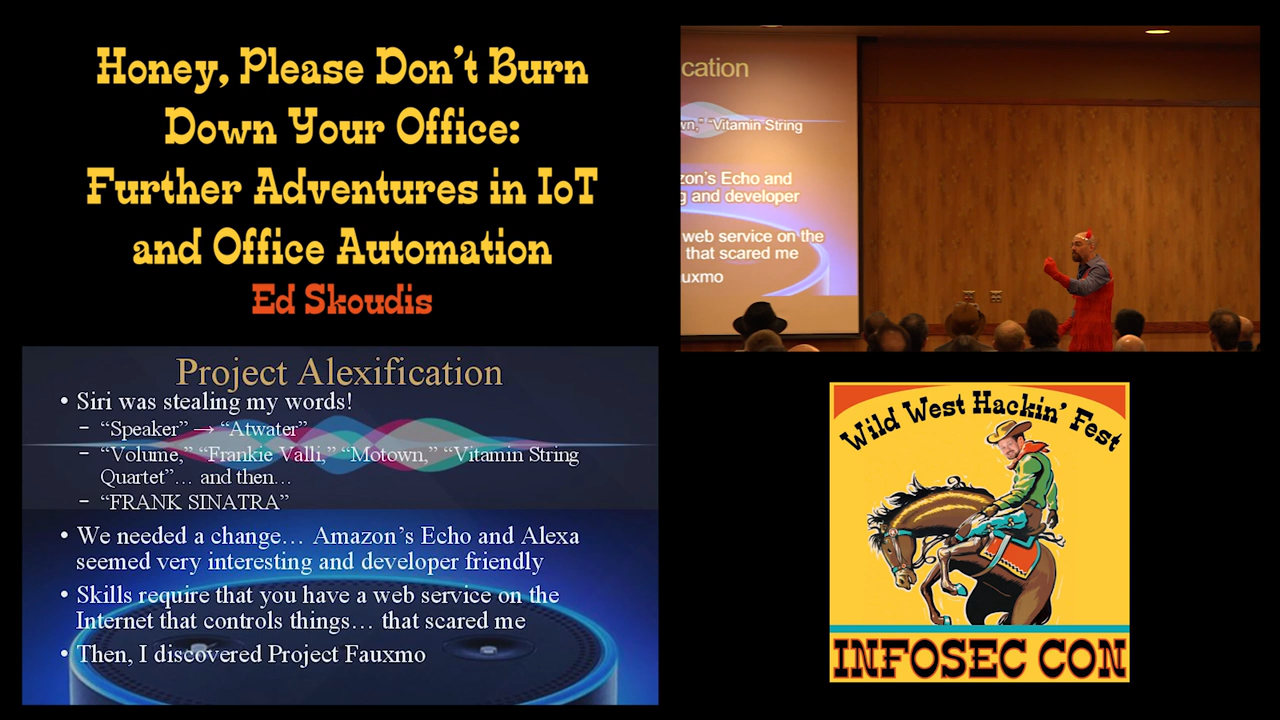 Honey, Please Don't Burn
Down Your Office:
Further Adventures in IoT
and Office Automation
Ed Skoudis
Project Alexification
• Siri was stealing my words!
– “Speaker” → “Atwater”
– “Volume,” “Frankie Valli,” “Motown,” “Vitamin String
Quartet”… and then…
– “FRANK SINATRA”
• We needed a change… Amazon’s Echo and Alexa
seemed very interesting and developer friendly
• Skills require that you have a web service on the
Internet that controls things… that scared me
• Then, I discovered Project Fauxmo
cation
wn,” “Vitamin String
zon's Echo and
g and developer
web service on the
that scared me
auxmo
Wild West Hackin' Fest
INFOSEC CON